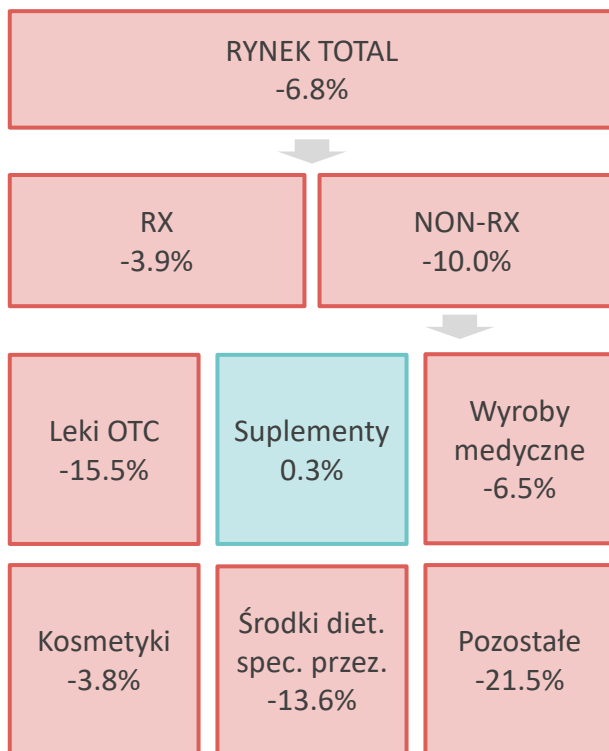 RYNEK TOTAL
-6.8%
RX
-3.9%
NON-RX
-10.0%
Leki OTC
-15.5%
Suplementy
0.3%
Wyroby
medyczne
-6.5%
Kosmetyki
-3.8%
Środki diet.
spec. przez.
-13.6%
Pozostałe
-21.5%